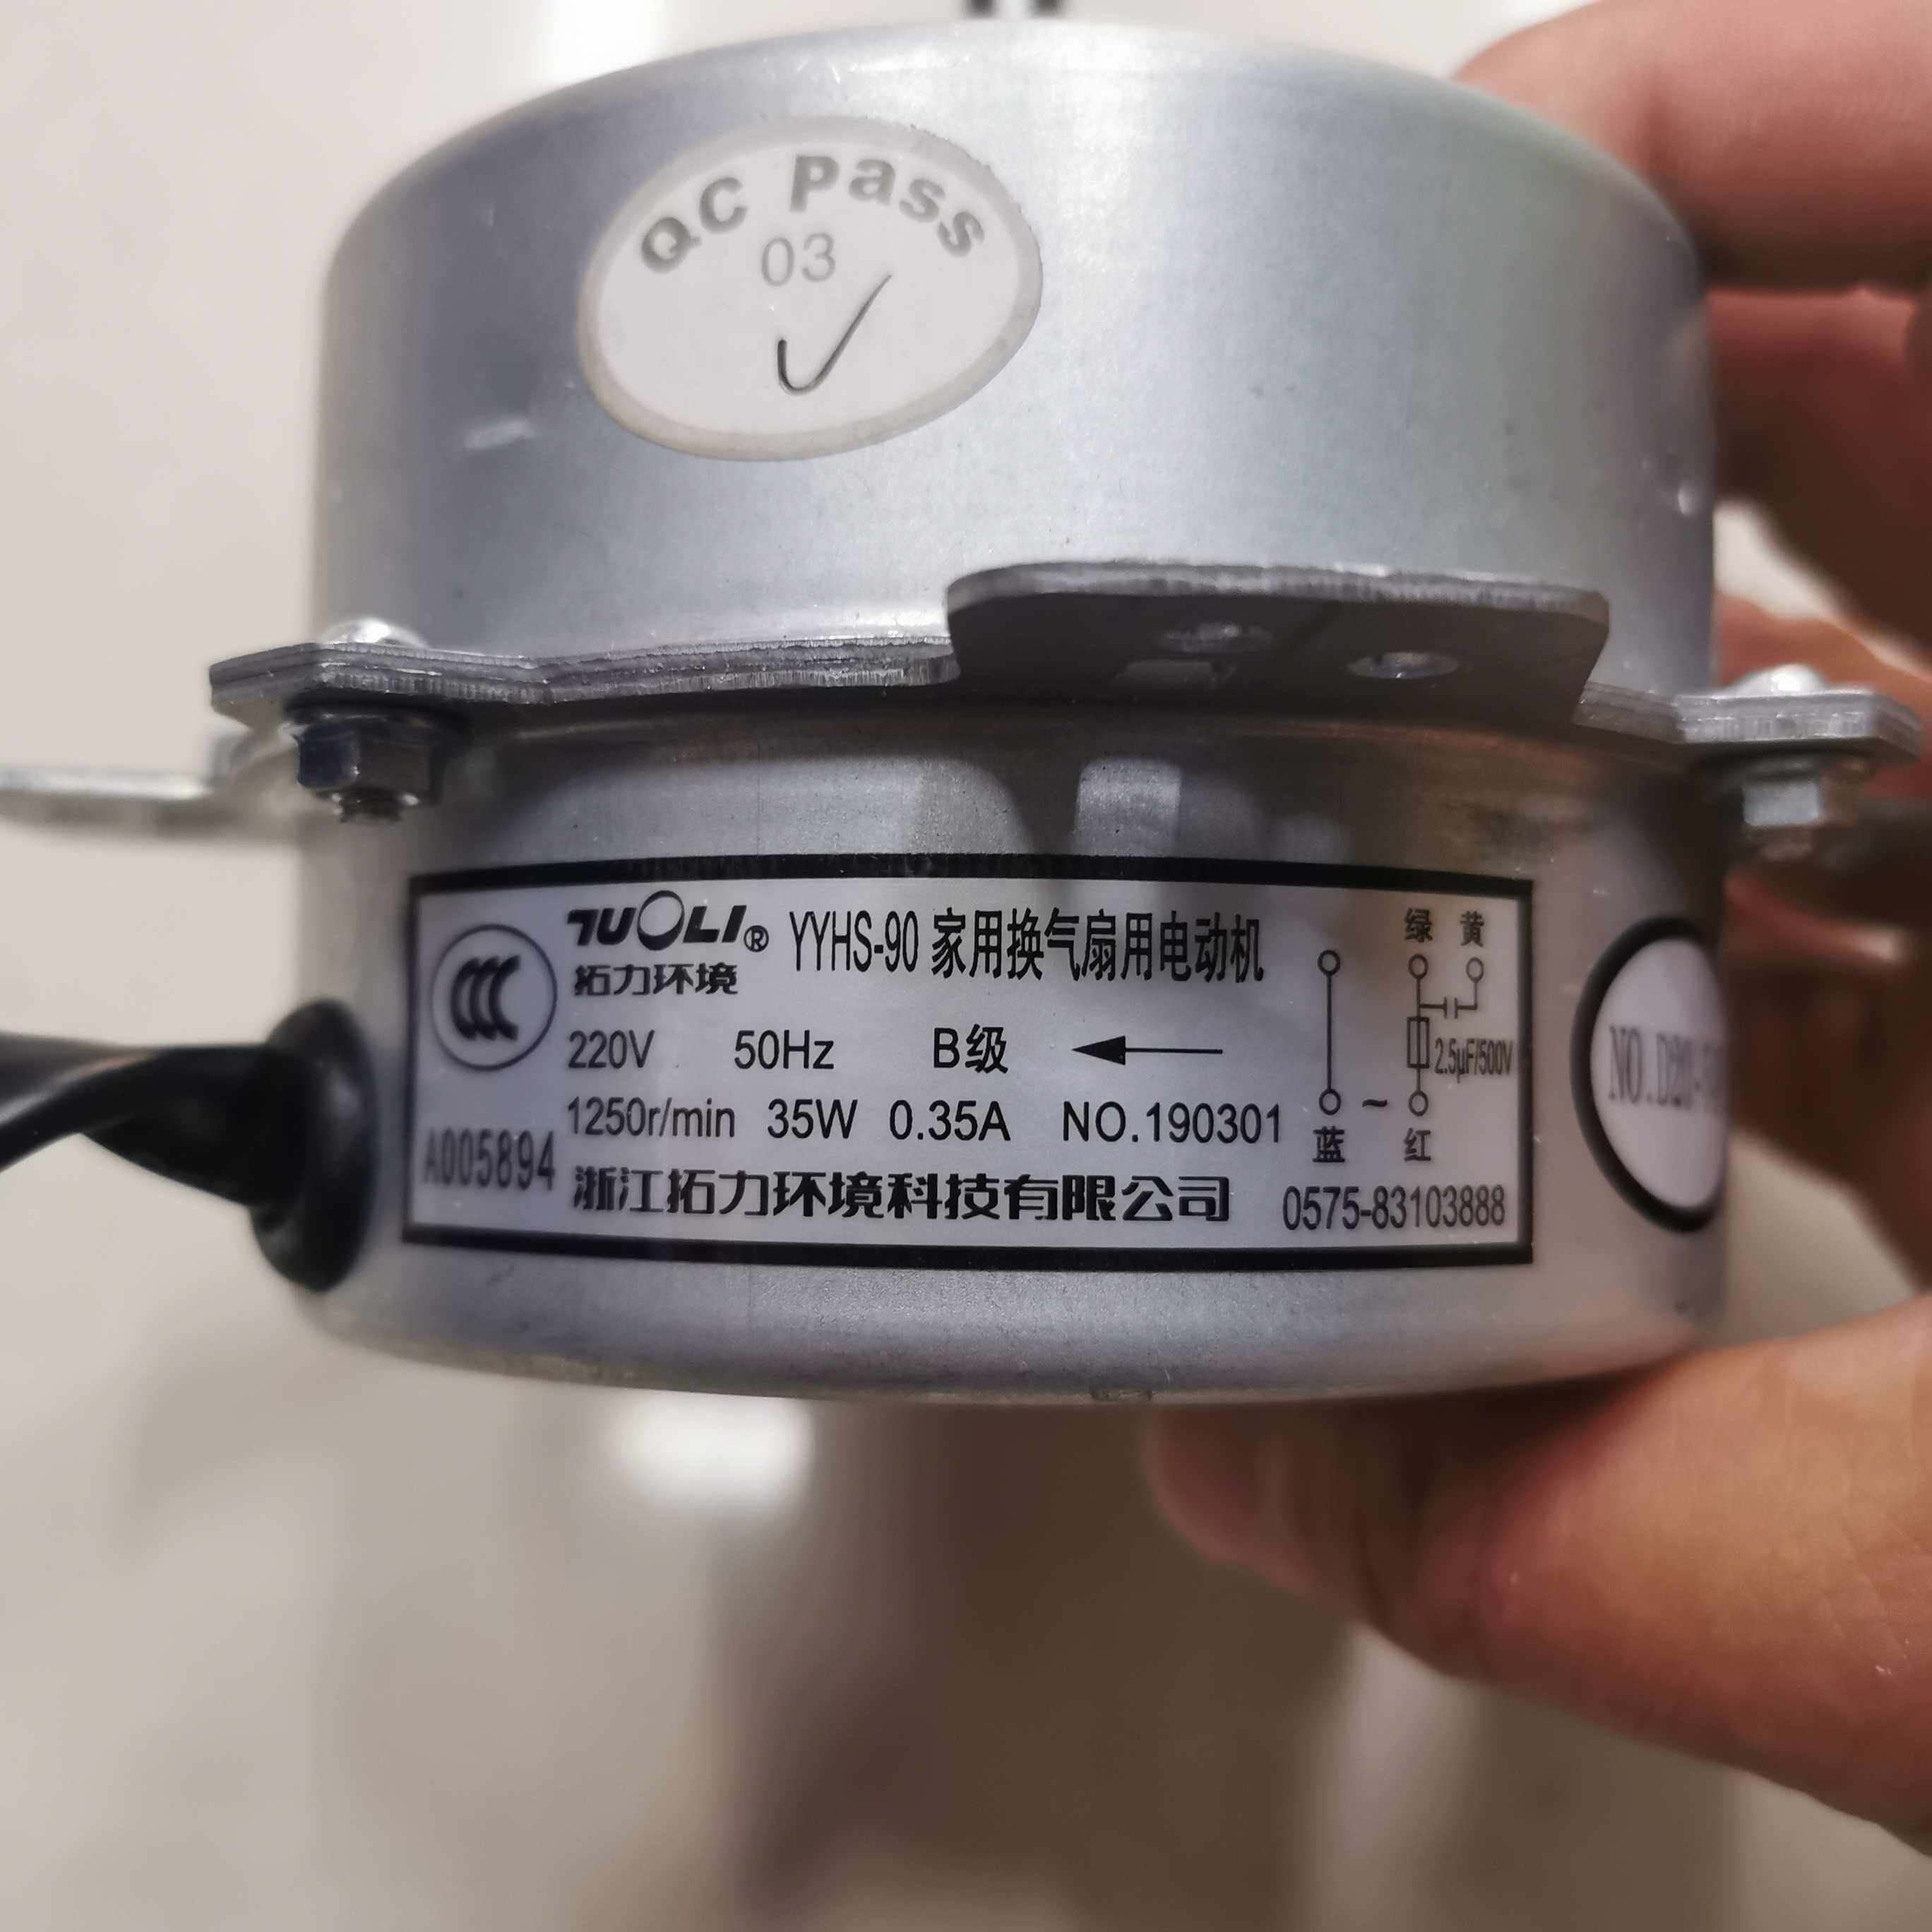 QC Pass
03
TUOLI®
拓力环境
YYHS-90 家用换气扇用电动机
220V 50Hz B级
1250r/min 35W 0.35A NO.190301
A005894
浙江拓力环境科技有限公司 0575-83103888
绿 黄
2.5μF/500V
~
蓝 红